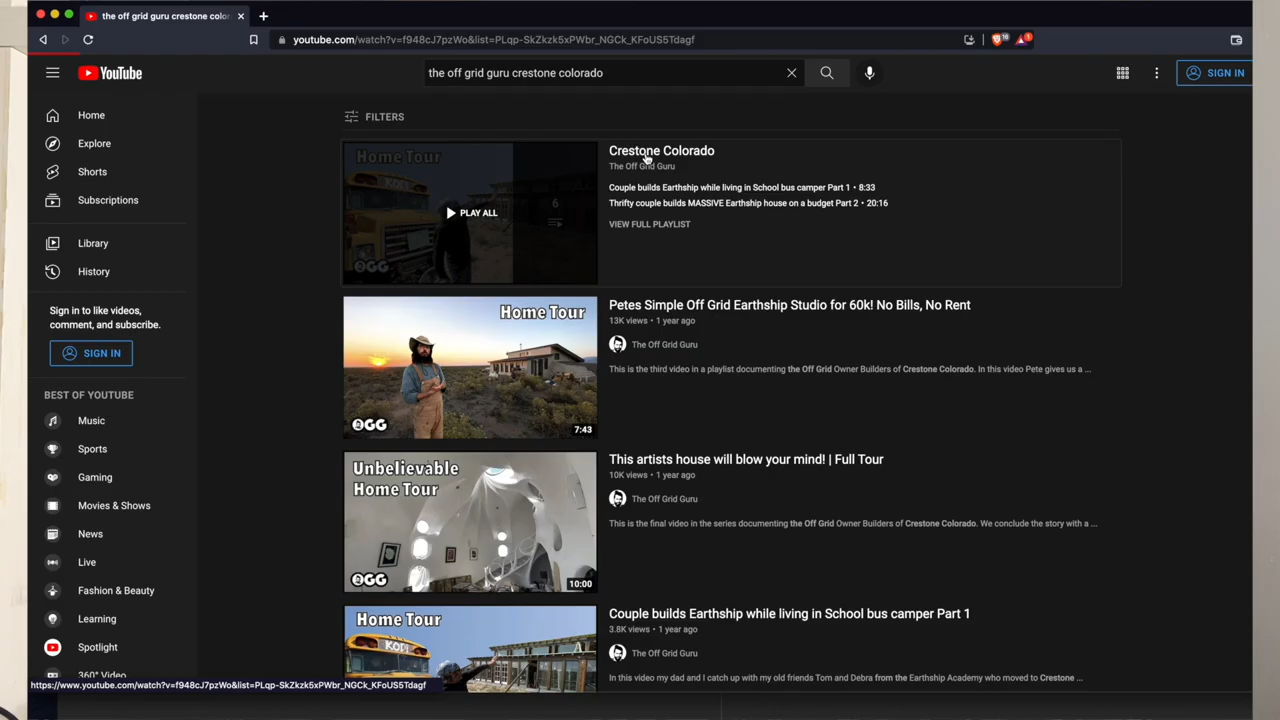 the off grid guru crestone color
youtube.com/watch?v=f948cJ7pzWo&list=PLqp-SkZkzk5xPWbr_NGCk_KFoUS5Tdagf
16
1
YouTube
the off grid guru crestone colorado
SIGN IN
Home
Explore
Shorts
Subscriptions
Library
History
Sign in to like videos,
comment, and subscribe.
SIGN IN
BEST OF YOUTUBE
Music
Sports
Gaming
Movies & Shows
News
Live
Fashion & Beauty
Learning
Spotlight
360° Video
FILTERS
Home Tour
KODI
6
PLAY ALL
OGG
Crestone Colorado
The Off Grid Guru
Couple builds Earthship while living in School bus camper Part 1 • 8:33
Thrifty couple builds MASSIVE Earthship house on a budget Part 2 • 20:16
VIEW FULL PLAYLIST
Home Tour
OGG
7:43
Petes Simple Off Grid Earthship Studio for 60k! No Bills, No Rent
13K views • 1 year ago
The Off Grid Guru
This is the third video in a playlist documenting the Off Grid Owner Builders of Crestone Colorado. In this video Pete gives us a ...
Unbelievable
Home Tour
OGG
10:00
This artists house will blow your mind! | Full Tour
10K views • 1 year ago
The Off Grid Guru
This is the final video in the series documenting the Off Grid Owner Builders of Crestone Colorado. We conclude the story with a ...
Home Tour
KODI
Couple builds Earthship while living in School bus camper Part 1
3.8K views • 1 year ago
The Off Grid Guru
In this video my dad and I catch up with my old friends Tom and Debra from the Earthship Academy who moved to Crestone ...
https://www.youtube.com/watch?v=f948cJ7pzWo&list=PLqp-SkZkzk5xPWbr_NGCk_KFoUS5Tdagf